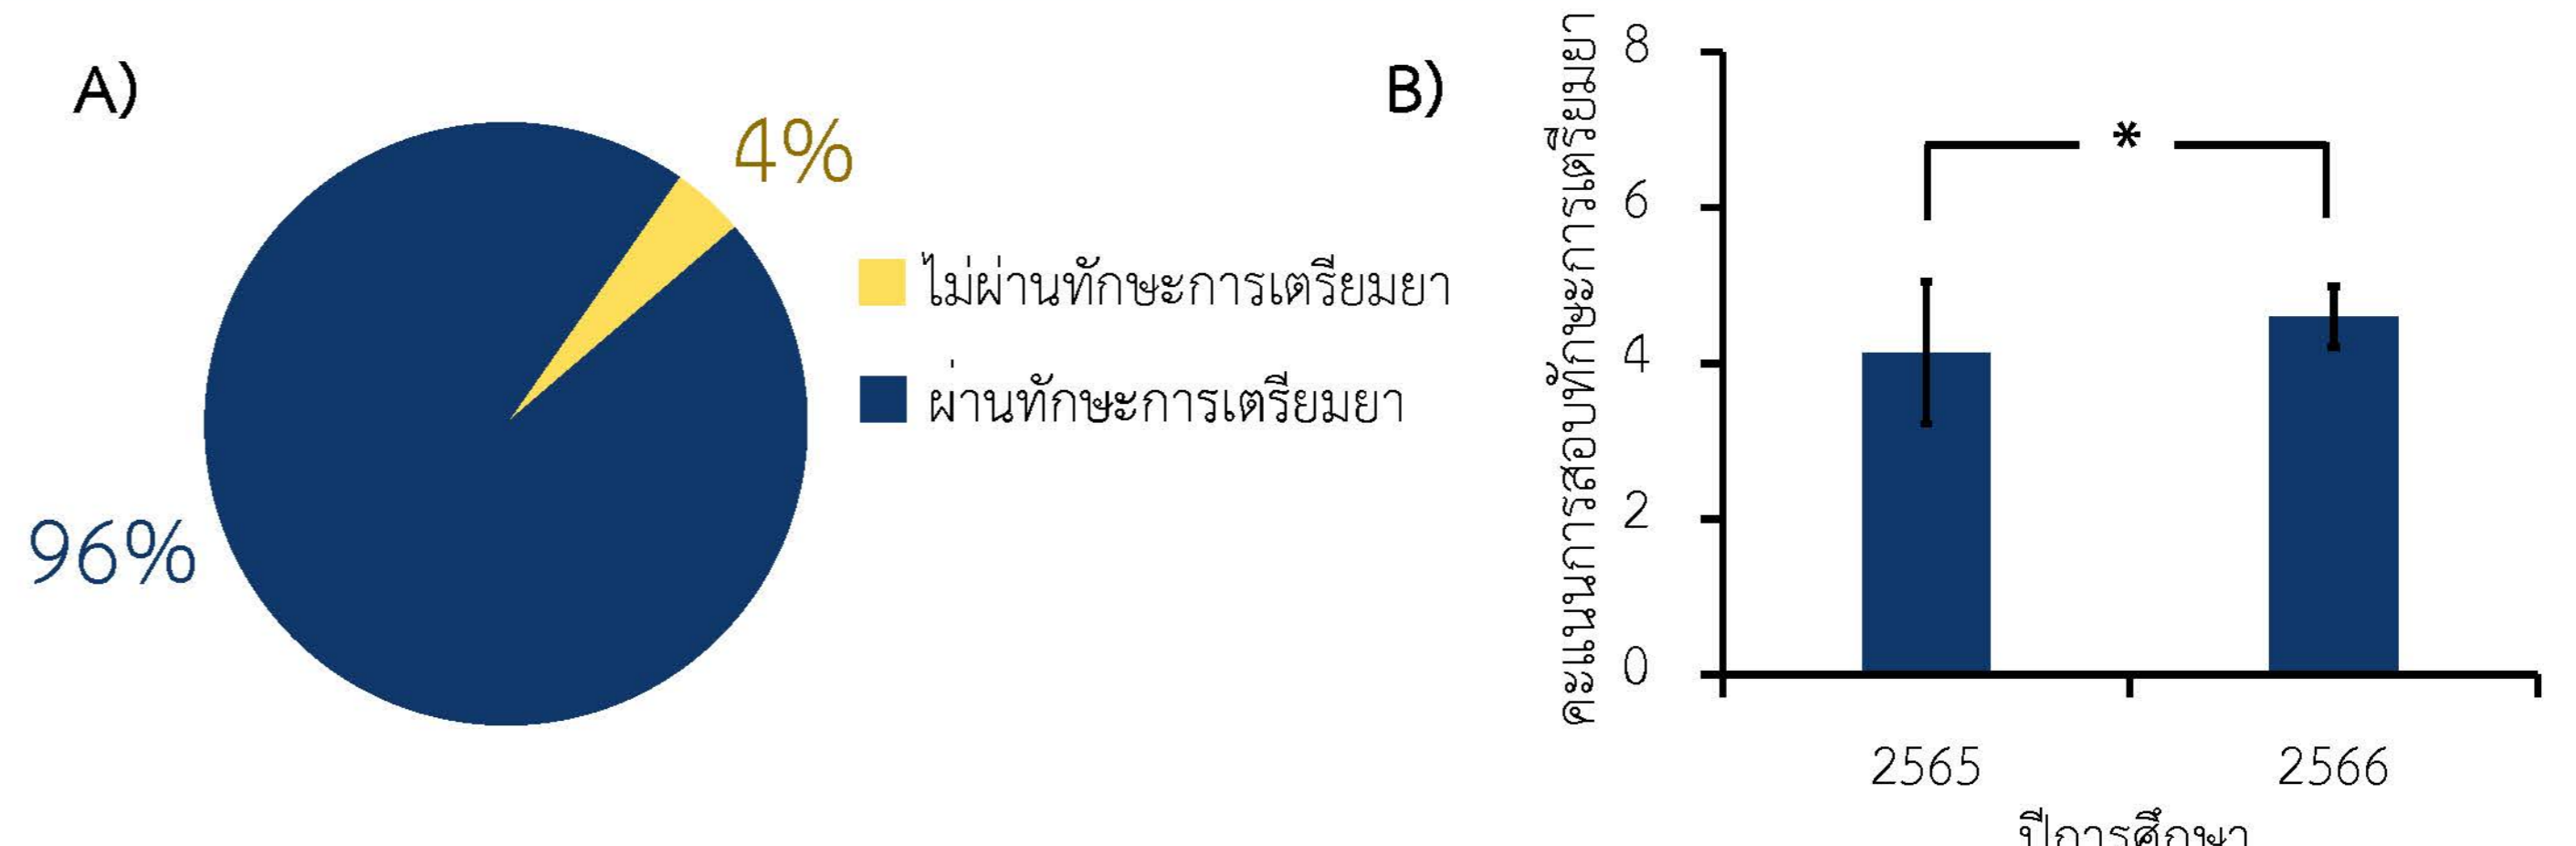 A)
4%
ไม่ผ่านทักษะการเตรียมยา
ผ่านทักษะการเตรียมยา
96%
B)
คะแนนการสอบทักษะการเตรียมยา
8
6
4
2
0
*
2565
2566
ปีการศึกษา